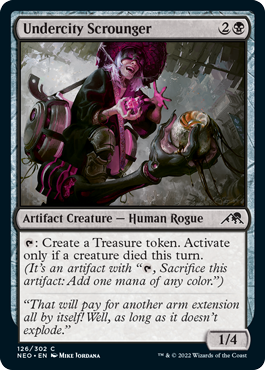 Undercity Scrounger 2
Artifact Creature — Human Rogue
: Create a Treasure token. Activate
only if a creature died this turn.
(It's an artifact with “, Sacrifice this
artifact: Add one mana of any color.”)
“That will pay for another arm extension
all by itself! Well, as long as it doesn't
explode.”
1/4
126/302 C
NEO • EN Mike Jordana ™ & © 2022 Wizards of the Coast